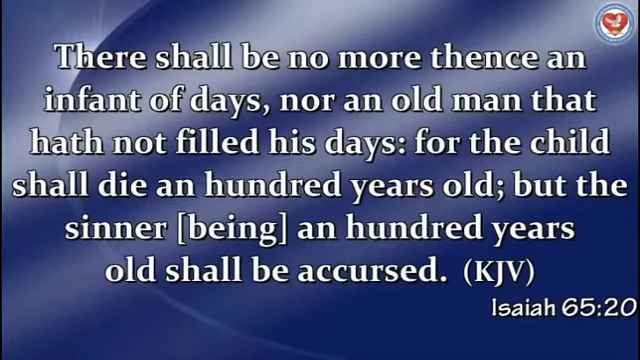 There shall be no more thence an
infant of days, nor an old man that
hath not filled his days: for the child
shall die an hundred years old; but the
sinner [being] an hundred years
old shall be accursed. (KJV)
Isaiah 65:20